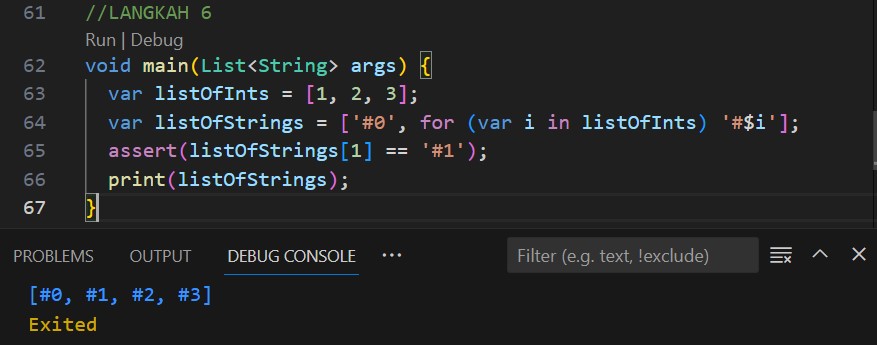 61 //LANGKAH 6
Run | Debug
62 void main(List<String> args) {
63   var listOfInts = [1, 2, 3];
64   var listOfStrings = ['#0', for (var i in listOfInts) '#$i'];
65   assert(listOfStrings[1] == '#1');
66   print(listOfStrings);
67 }
PROBLEMS OUTPUT DEBUG CONSOLE ··· Filter (e.g. text, !exclude)
[#0, #1, #2, #3]
Exited